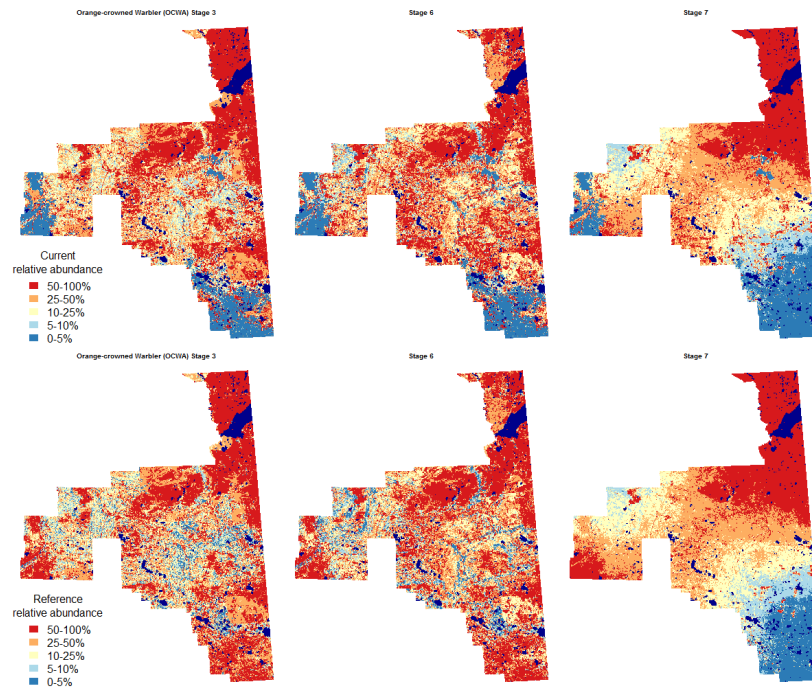 Orange-crowned Warbler (OCWA) Stage 3
Stage 6
Stage 7
Current
relative abundance
50-100%
25-50%
10-25%
5-10%
0-5%
Orange-crowned Warbler (OCWA) Stage 3
Stage 6
Stage 7
Reference
relative abundance
50-100%
25-50%
10-25%
5-10%
0-5%